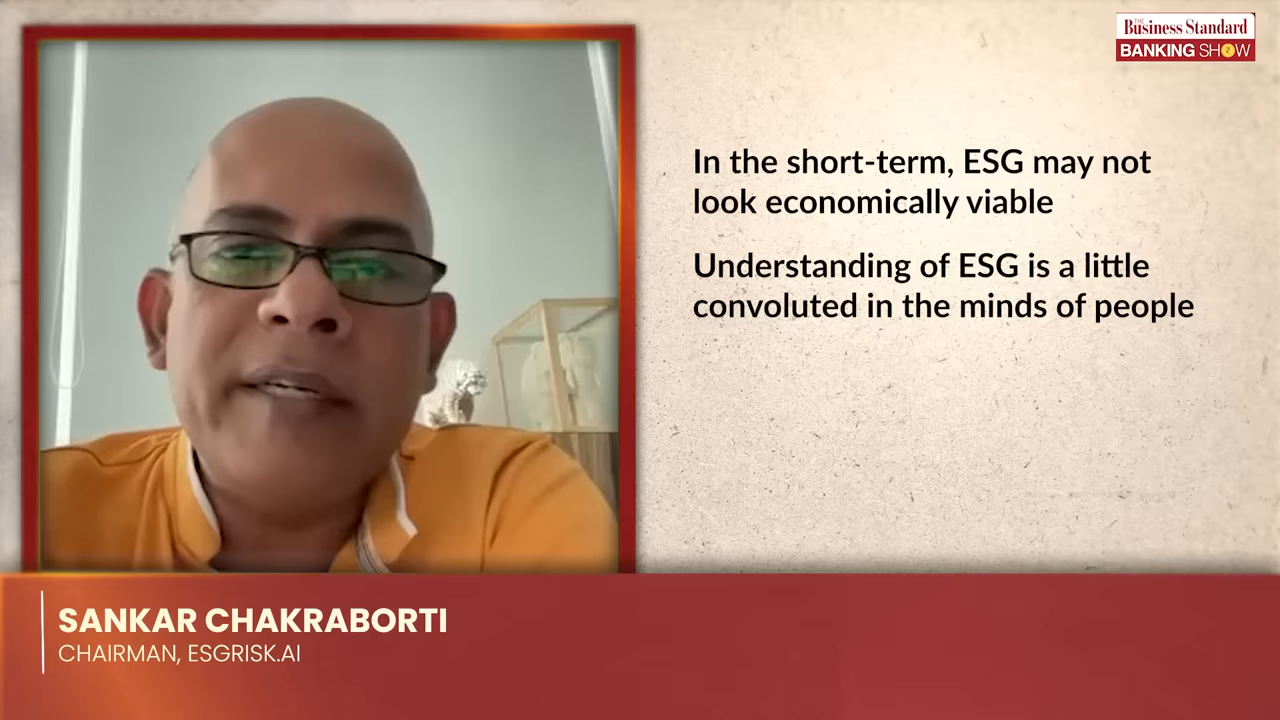 THE
Business Standard
BANKING SHOW
In the short-term, ESG may not
look economically viable
Understanding of ESG is a little
convoluted in the minds of people
SANKAR CHAKRABORTI
CHAIRMAN, ESGRISK.AI